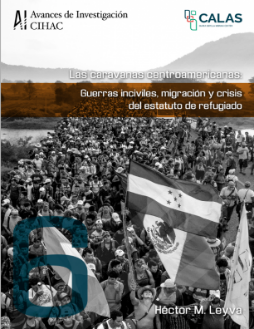 Avances de Investigación
CIHAC
CALAS
Las caravanas centroamericanas:
Guerras inciviles, migración y crisis
del estatuto de refugiado
6
Héctor M. Leyva